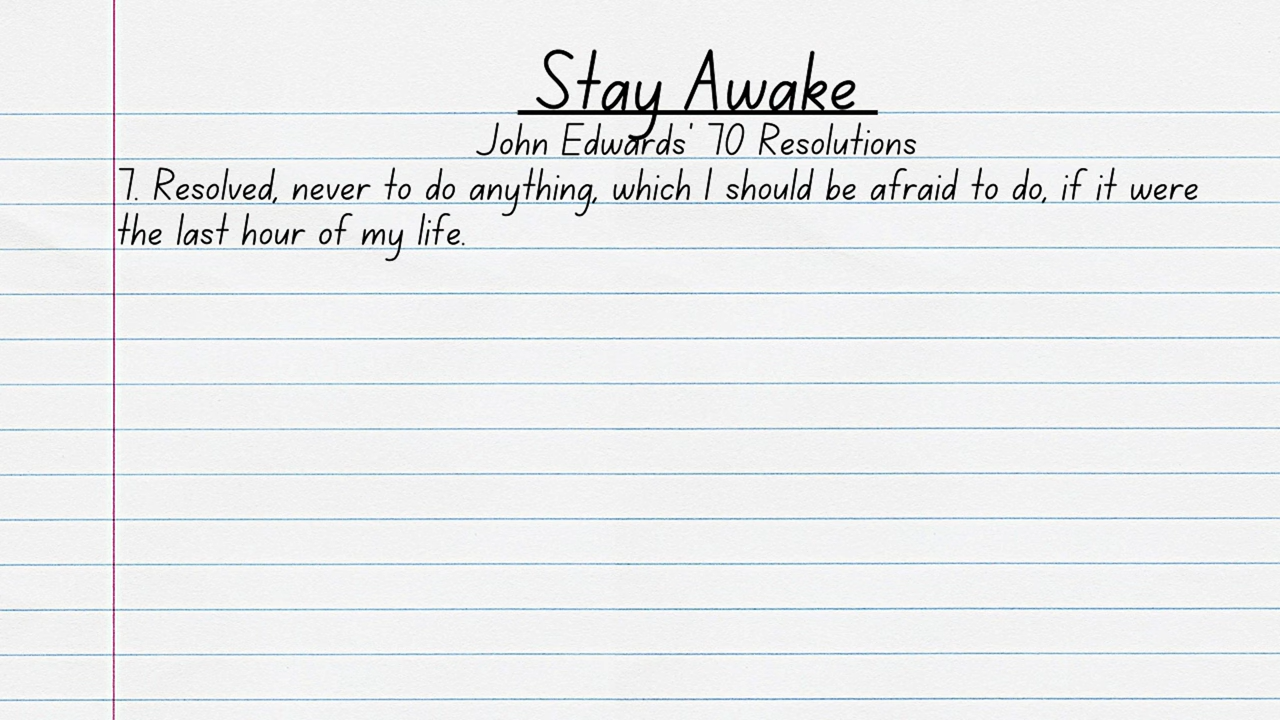 Stay Awake
John Edwards' 70 Resolutions
7. Resolved, never to do anything, which I should be afraid to do, if it were
the last hour of my life.